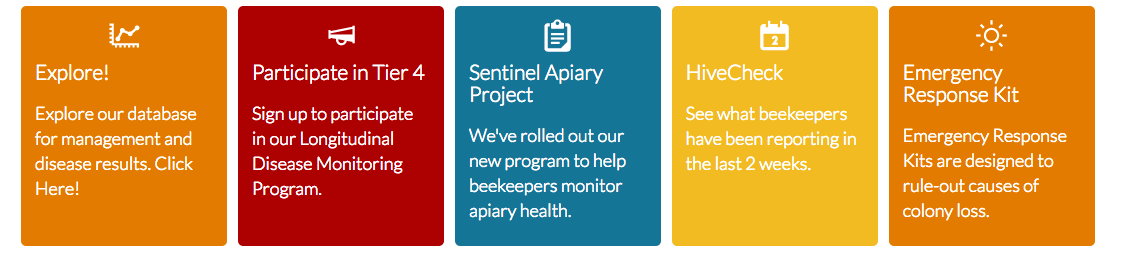 Explore!
Explore our database
for management and
disease results. Click
Here!
Participate in Tier 4
Sign up to participate
in our Longitudinal
Disease Monitoring
Program.
Sentinel Apiary
Project
We've rolled out our
new program to help
beekeepers monitor
apiary health.
2
HiveCheck
See what beekeepers
have been reporting in
the last 2 weeks.
Emergency
Response Kit
Emergency Response
Kits are designed to
rule-out causes of
colony loss.